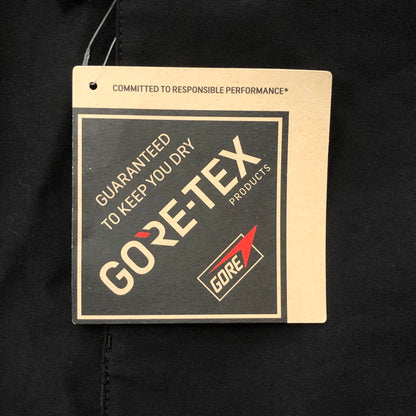 COMMITTED TO RESPONSIBLE PERFORMANCE*
GUARANTEED
TO KEEP YOU DRY
GORE-TEX
PRODUCTS
GORE